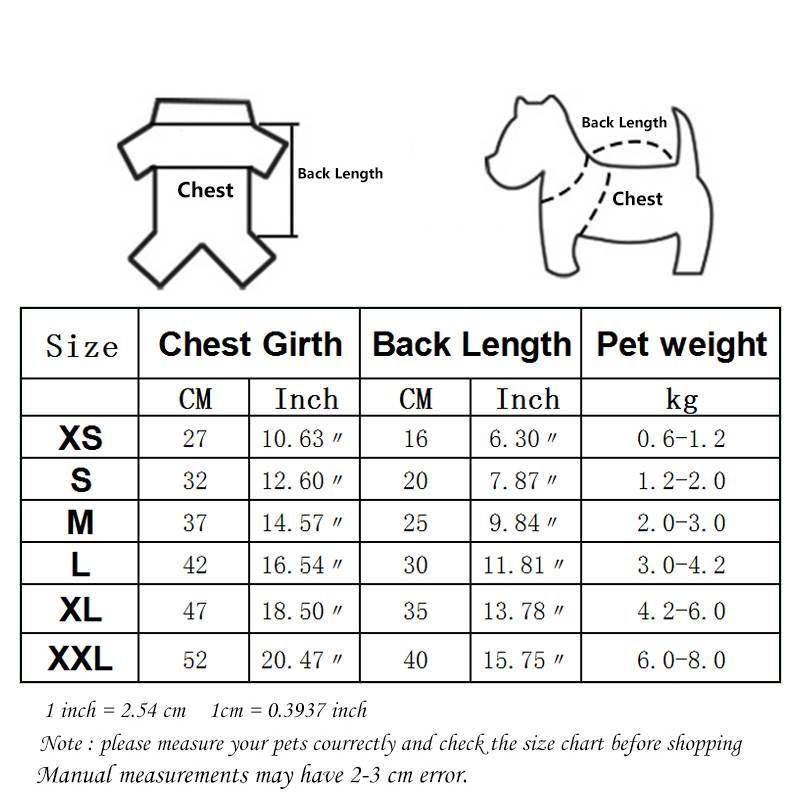 Back Length
Chest
Back Length
Chest
Size Chest Girth Back Length Pet weight
CM Inch CM Inch kg
XS 27 10.63″ 16 6.30″ 0.6-1.2
S 32 12.60″ 20 7.87″ 1.2-2.0
M 37 14.57″ 25 9.84″ 2.0-3.0
L 42 16.54″ 30 11.81″ 3.0-4.2
XL 47 18.50″ 35 13.78″ 4.2-6.0
XXL 52 20.47″ 40 15.75″ 6.0-8.0
1 inch = 2.54 cm 1cm = 0.3937 inch
Note : please measure your pets courrectly and check the size chart before shopping
Manual measurements may have 2-3 cm error.